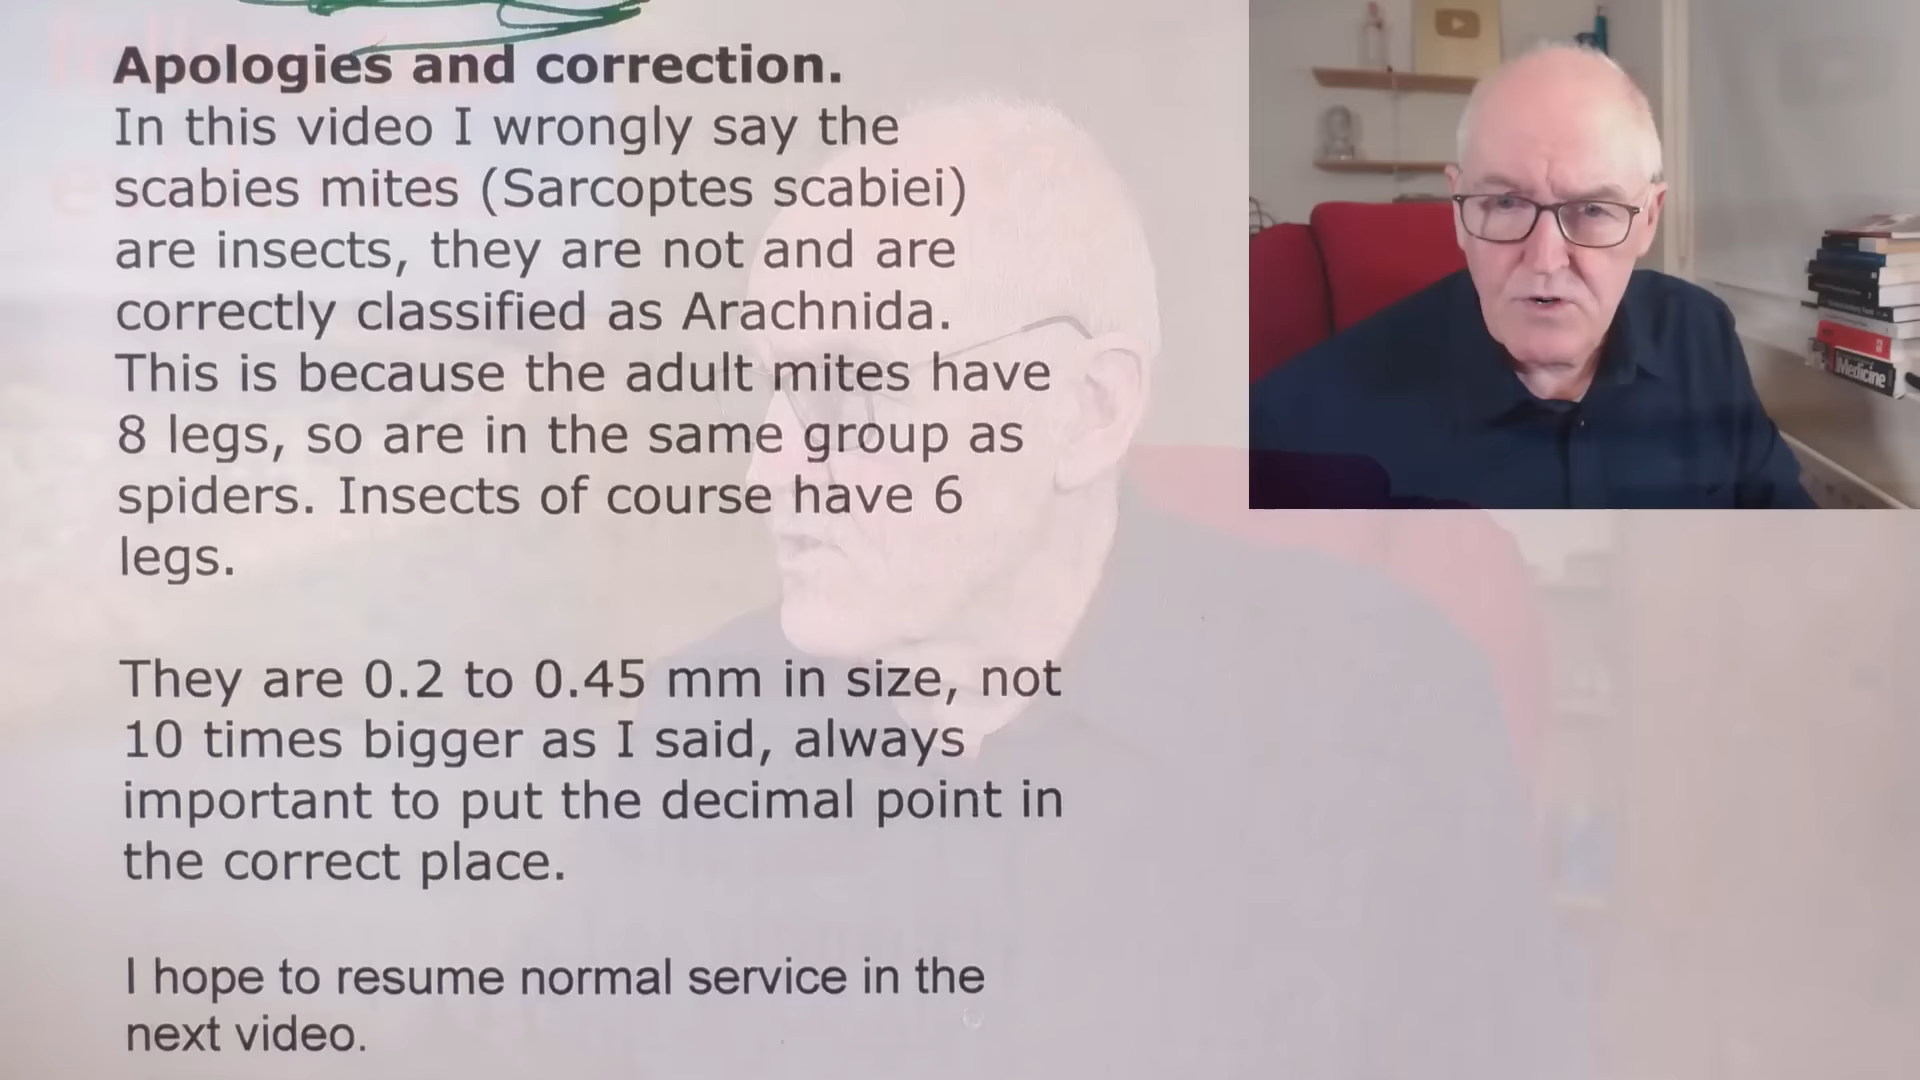 Apologies and correction.
In this video I wrongly say the
scabies mites (Sarcoptes scabiei)
are insects, they are not and are
correctly classified as Arachnida.
This is because the adult mites have
8 legs, so are in the same group as
spiders. Insects of course have 6
legs.
They are 0.2 to 0.45 mm in size, not
10 times bigger as I said, always
important to put the decimal point in
the correct place.
I hope to resume normal service in the
next video.
Medicine